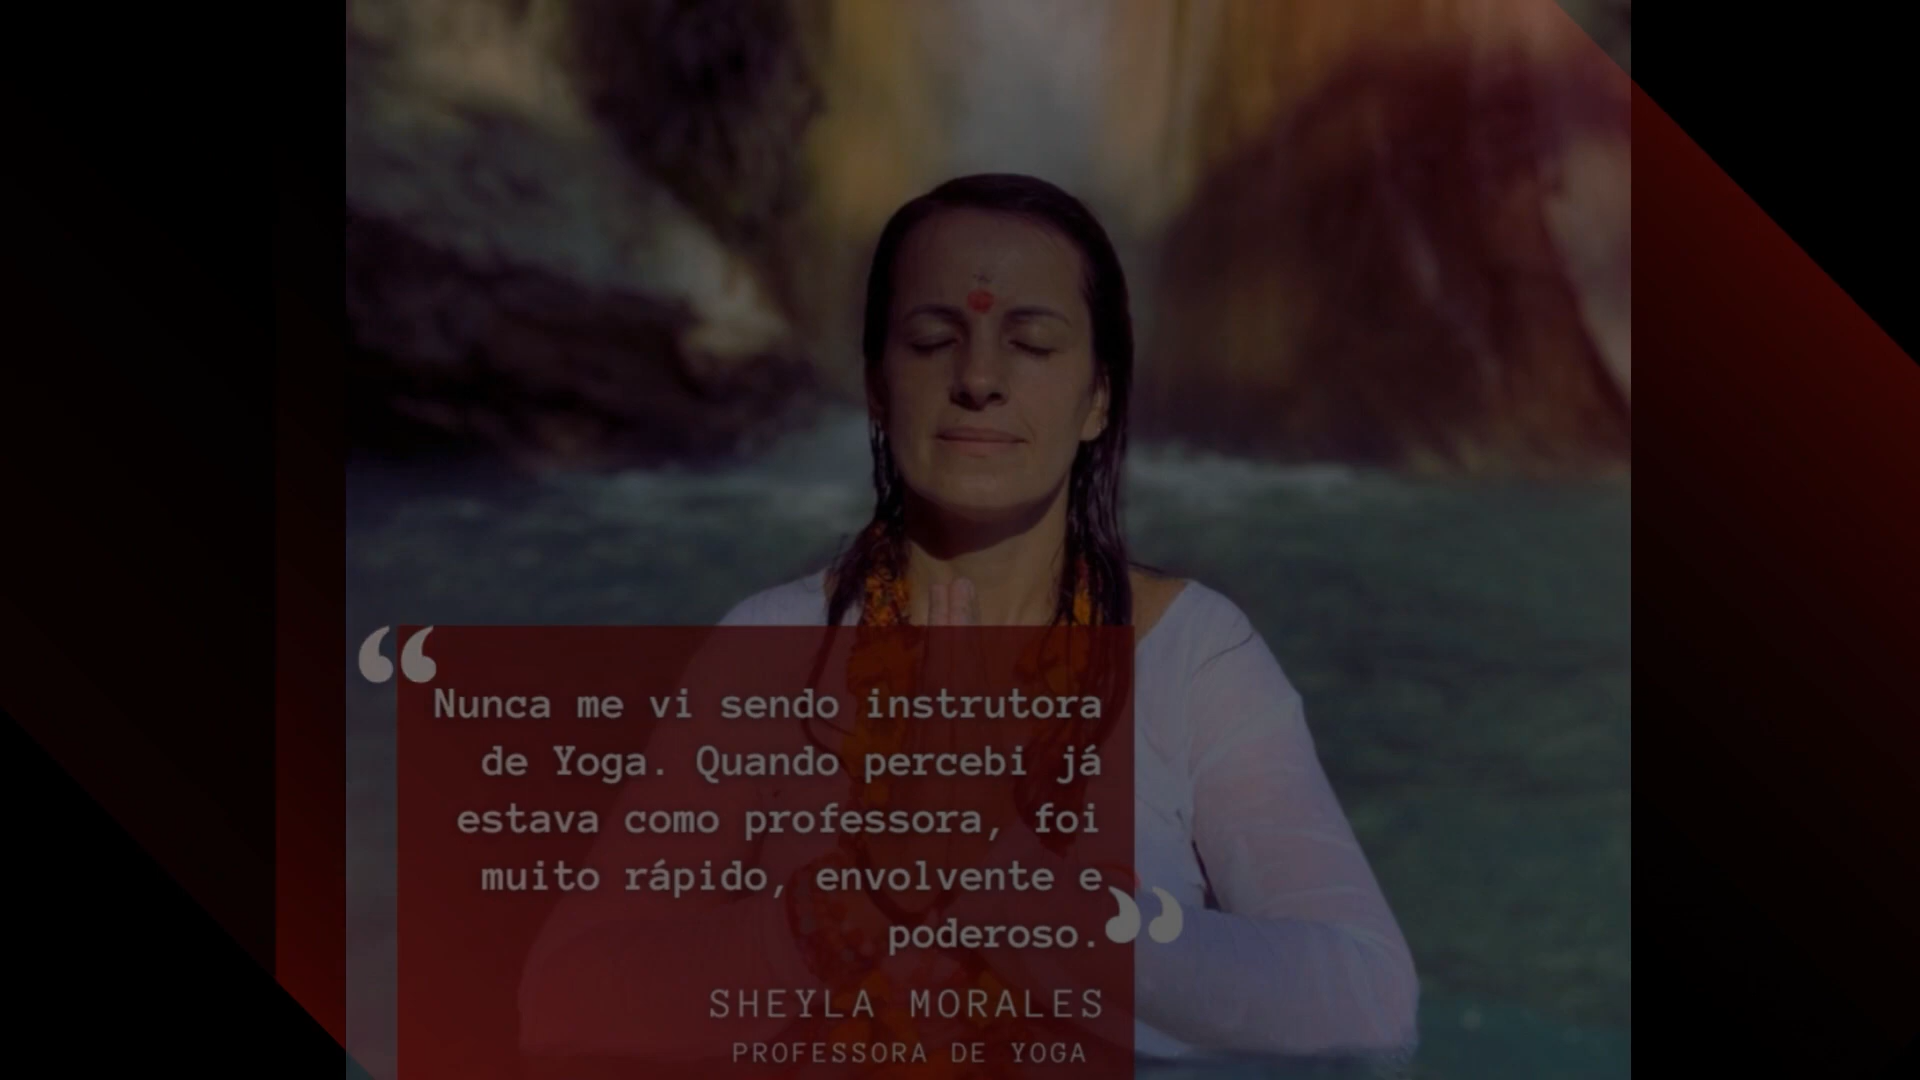 Nunca me vi sendo instrutora
de Yoga. Quando percebi já
estava como professora, foi
muito rápido, envolvente e
poderoso.
SHEYLA MORALES
PROFESSORA DE YOGA